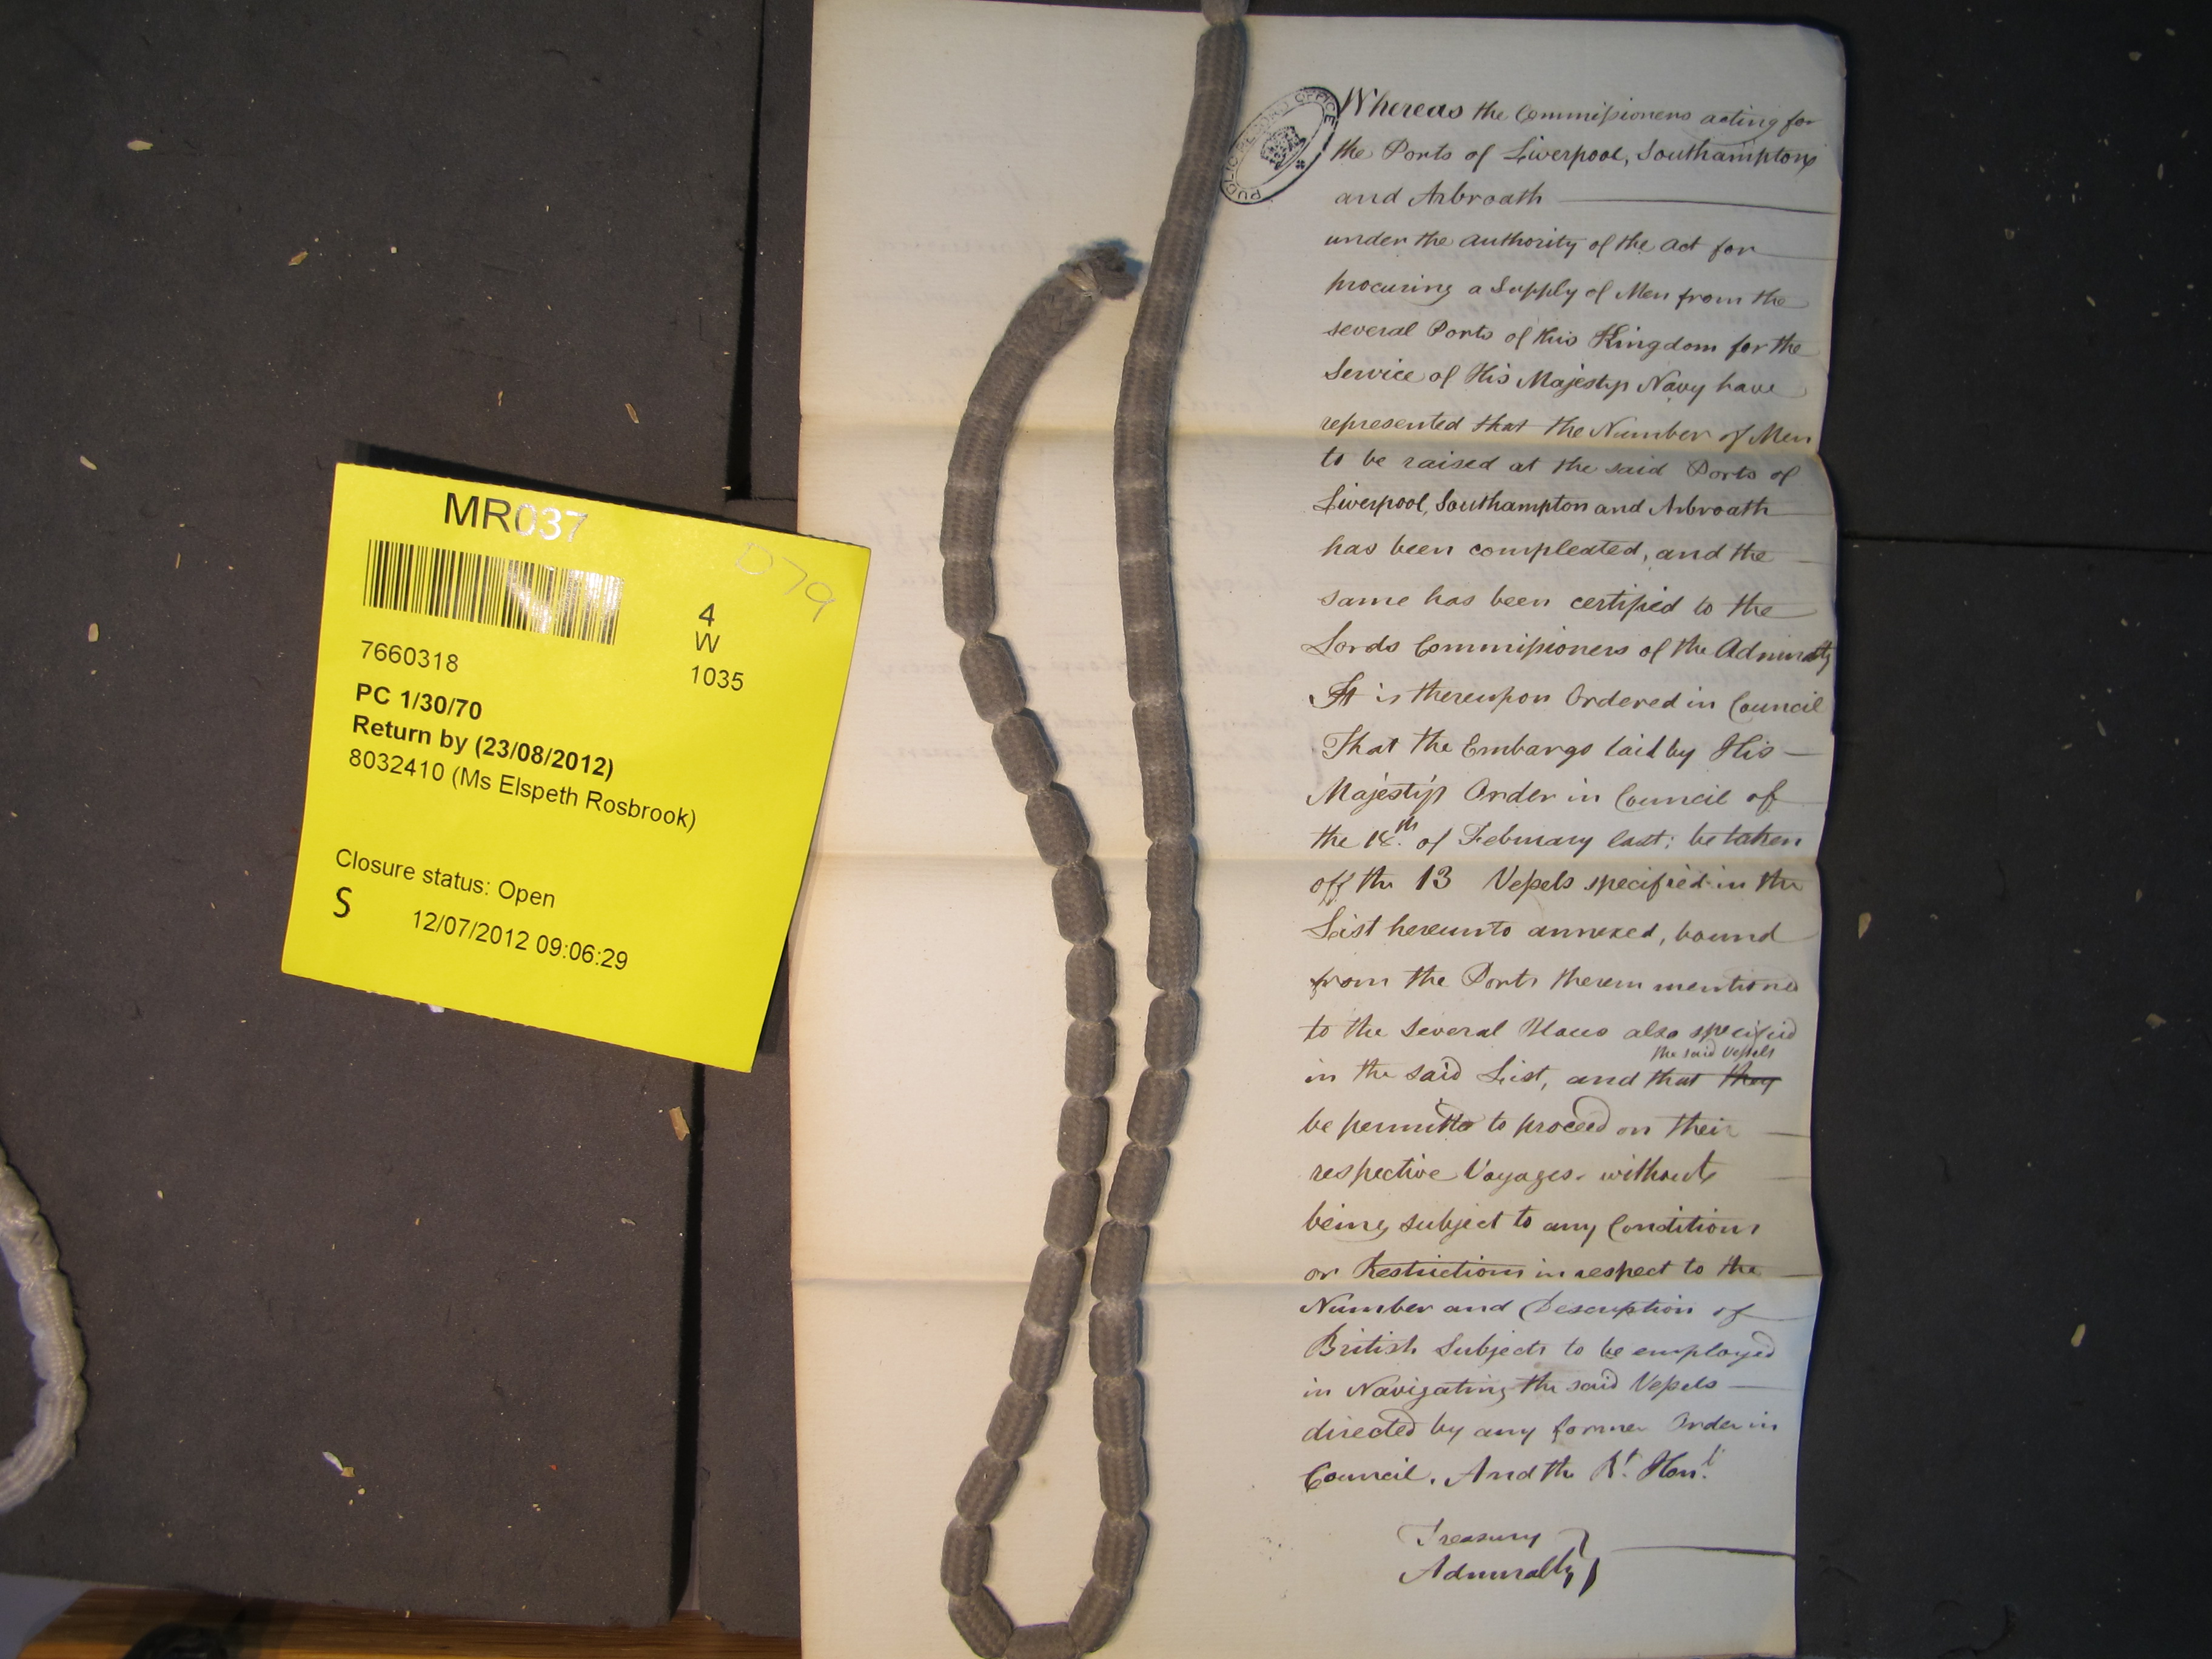 MR037
D79
4
W
1035
7660318
PC 1/30/70
Return by (23/08/2012)
8032410 (Ms Elspeth Rosbrook)
Closure status: Open
S
12/07/2012 09:06:29
PUBLIC RECORD OFFICE
Whereas the Commissioners acting for
the Ports of Liverpool, Southampton
and Arbroath
under the authority of the act for
procuring a Supply of Men from the
several Ports of this Kingdom for the
Service of His Majestys Navy have
represented that the Number of Men
to be raised at the said Ports of
Liverpool, Southampton and Arbroath
has been compleated, and the
same has been certified to the
Lords Commissioners of the Admiralty
It is thereupon Ordered in Council
That the Embargo laid by His
Majestys Order in Council of
the 18th of February last; be taken
off the 13 Vessels specified in the
List hereunto annexed, bound
from the Ports therein mentioned
to the several Places also specified
the said Vessels
in the said List, and that they
be permitted to proceed on their
respective Voyages. without
being subject to any Conditions
or Restrictions in respect to the
Number and Description of
British Subjects to be employed
in Navigating the said Vessels
directed by any former Order in
Council. And the Rt. Honl.
Treasury
Admiralty